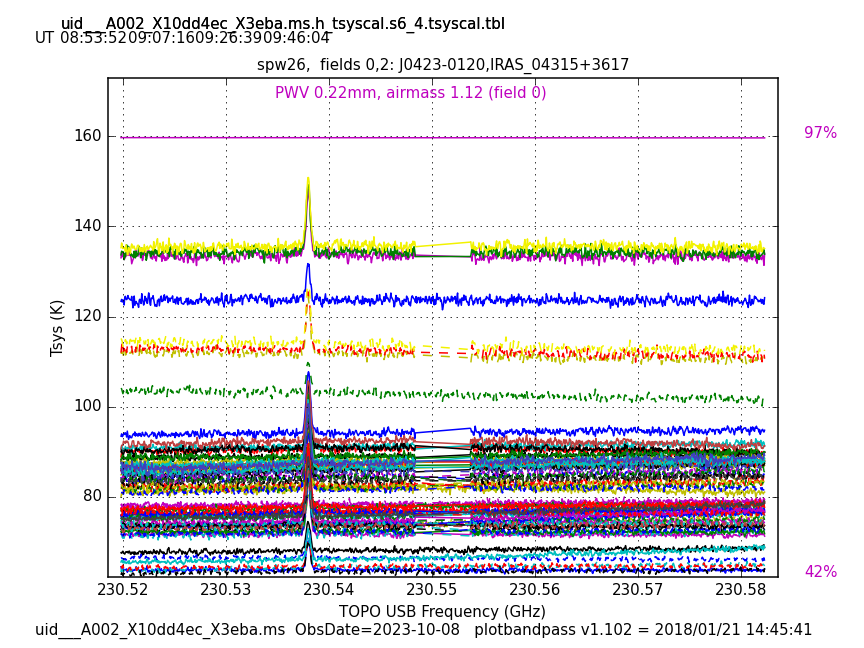 uid___A002_X10dd4ec_X3eba.ms.h_tsyscal.s6_4.tsyscal.tbl
UT 08:53:52 09:07:16 09:26:39 09:46:04
spw26,  fields 0,2: J0423-0120,IRAS_04315+3617
PWV 0.22mm, airmass 1.12 (field 0)
97%
160
140
120
100
80
Tsys (K)
42%
230.52 230.53 230.54 230.55 230.56 230.57 230.58
TOPO USB Frequency (GHz)
uid___A002_X10dd4ec_X3eba.ms  ObsDate=2023-10-08   plotbandpass v1.102 = 2018/01/21 14:45:41